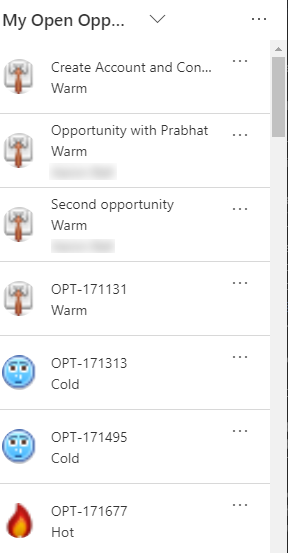 My Open Opp...
Create Account and Con...
Warm
Opportunity with Prabhat
Warm
Second opportunity
Warm
OPT-171131
Warm
OPT-171313
Cold
OPT-171495
Cold
OPT-171677
Hot